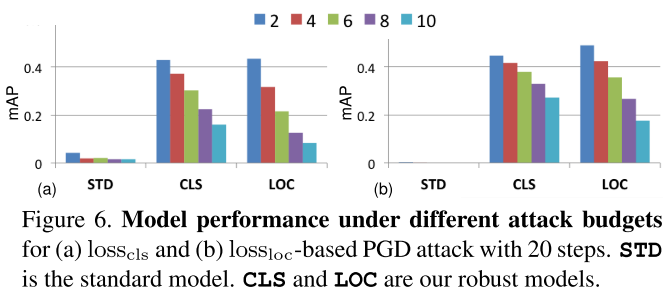 2 4 6 8 10
mAP
0.4
0.2
0
(a) STD CLS LOC
mAP
0.4
0.2
0
(b) STD CLS LOC
Figure 6. Model performance under different attack budgets
for (a) loss_cls and (b) loss_loc-based PGD attack with 20 steps. STD
is the standard model. CLS and LOC are our robust models.